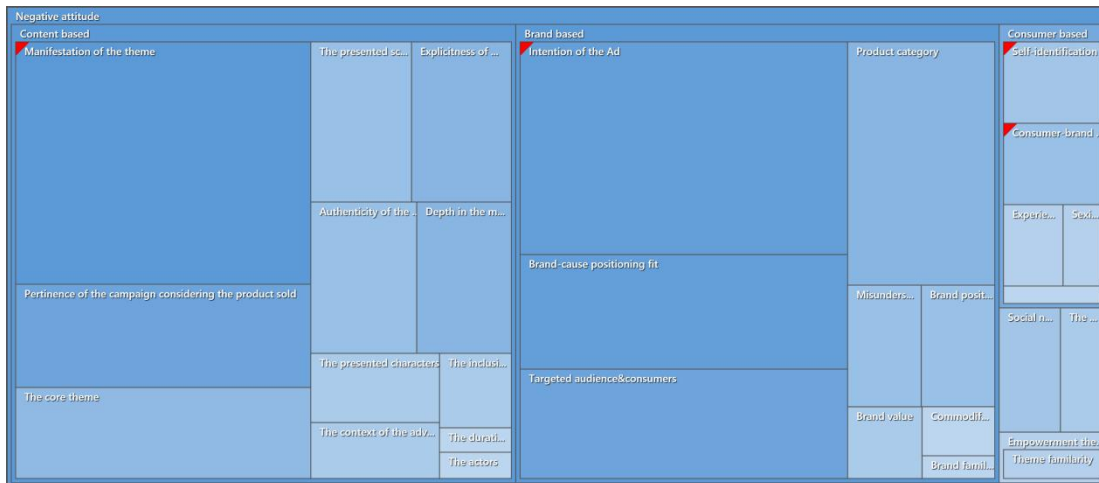 Negative attitude
Content based
Manifestation of the theme
The presented sc...
Explicitness of ...
Authenticity of the ...
Depth in the m...
Pertinence of the campaign considering the product sold
The core theme
The presented characters
The inclusi...
The context of the adv...
The durati...
The actors
Brand based
Intention of the Ad
Product category
Brand-cause positioning fit
Targeted audience&consumers
Misunders...
Brand posit...
Brand value
Commodif...
Brand famil...
Consumer based
Self-identification
Consumer-brand ...
Experie...
Sexi...
Social n...
The ...
Empowerment the...
Theme familarity